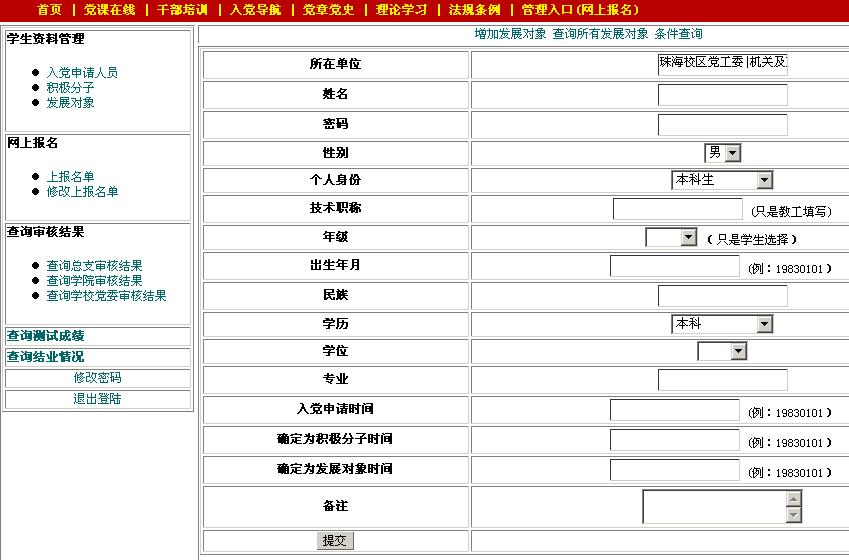 首页 | 党课在线 | 干部培训 | 入党导航 | 党章党史 | 理论学习 | 法规条例 | 管理入口(网上报名)
学生资料管理
入党申请人员
积极分子
发展对象
网上报名
上报名单
修改上报名单
查询审核结果
查询总支审核结果
查询学院审核结果
查询学校党委审核结果
查询测试成绩
查询结业情况
修改密码
退出登陆
增加发展对象 查询所有发展对象 条件查询
所在单位 珠海校区党工委|机关及
姓名
密码
性别 男
个人身份 本科生
技术职称 (只是教工填写)
年级 ( 只是学生选择 )
出生年月 (例：19830101 )
民族
学历 本科
学位
专业
入党申请时间 (例：19830101 )
确定为积极分子时间 (例：19830101 )
确定为发展对象时间 (例：19830101 )
备注
提交